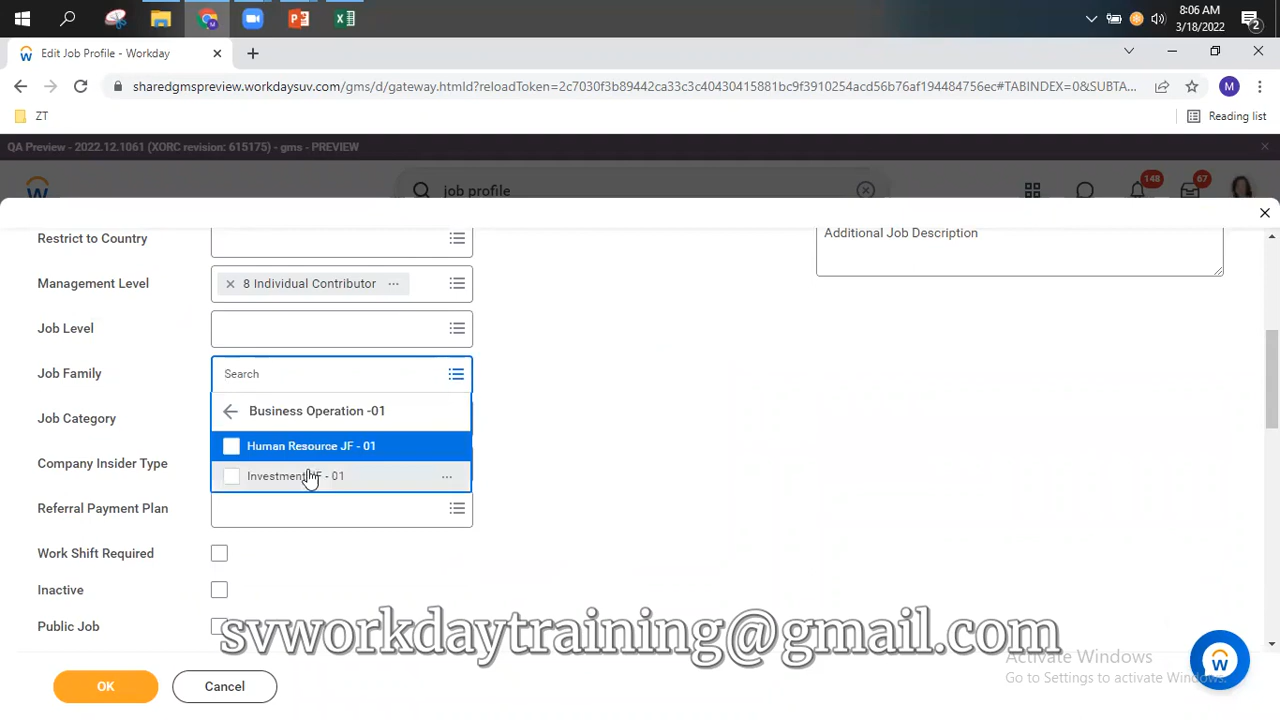 8:06 AM
3/18/2022
2
Edit Job Profile - Workday
sharedgmspreview.workdaysuv.com/gms/d/gateway.htmld?reloadToken=2c7030f3b89442ca33c3c40430415881bc9f3910254acd56b76af194484756ec#TABINDEX=0&SUBTA...
M
ZT
Reading list
QA Preview - 2022.12.1061 (XORC revision: 615175) - gms - PREVIEW
job profile
148
67
Restrict to Country
Additional Job Description
Management Level
8 Individual Contributor
Job Level
Job Family
Search
Business Operation -01
Job Category
Human Resource JF - 01
Company Insider Type
Investment JF - 01
Referral Payment Plan
Work Shift Required
Inactive
Public Job
svworkdaytraining@gmail.com
Activate Windows
Go to Settings to activate Windows.
OK
Cancel